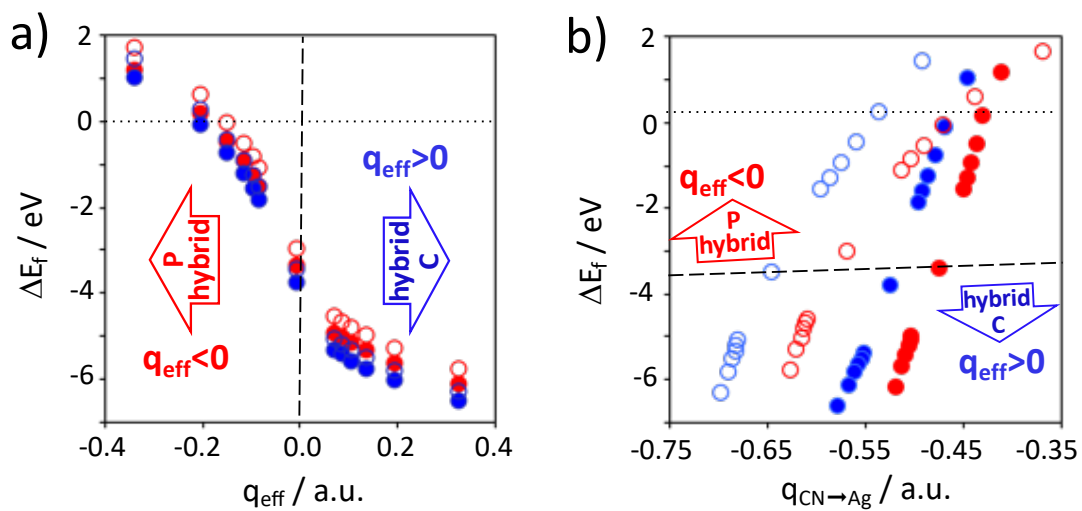 a)
2
0
-2
-4
-6
ΔEf / eV
-0.4
-0.2
0.0
0.2
0.4
qeff / a.u.
qeff>0
P
hybrid
hybrid
C
qeff<0
b)
2
0
-2
-4
-6
ΔEf / eV
-0.75
-0.65
-0.55
-0.45
-0.35
qCN→Ag / a.u.
qeff<0
P
hybrid
hybrid
C
qeff>0